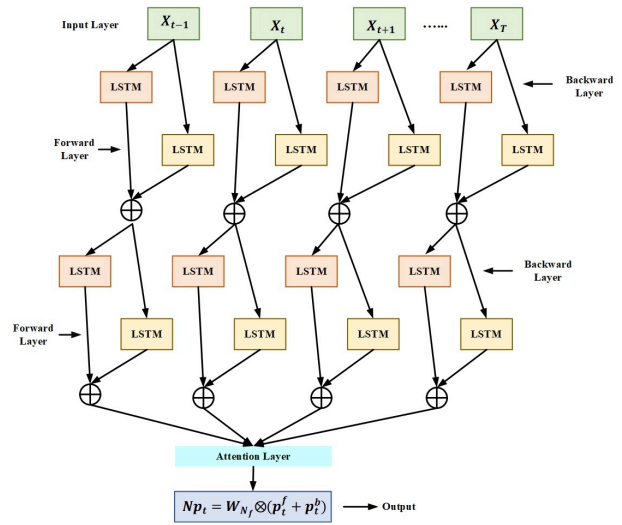 Input Layer
X_{t-1}
X_t
X_{t+1}
......
X_T
LSTM
LSTM
LSTM
LSTM
Backward
Layer
Forward
Layer
LSTM
LSTM
LSTM
LSTM
LSTM
LSTM
LSTM
LSTM
Backward
Layer
Forward
Layer
LSTM
LSTM
LSTM
LSTM
Attention Layer
Np_t = W_{N_f}⊗(p_t^f + p_t^b)
Output